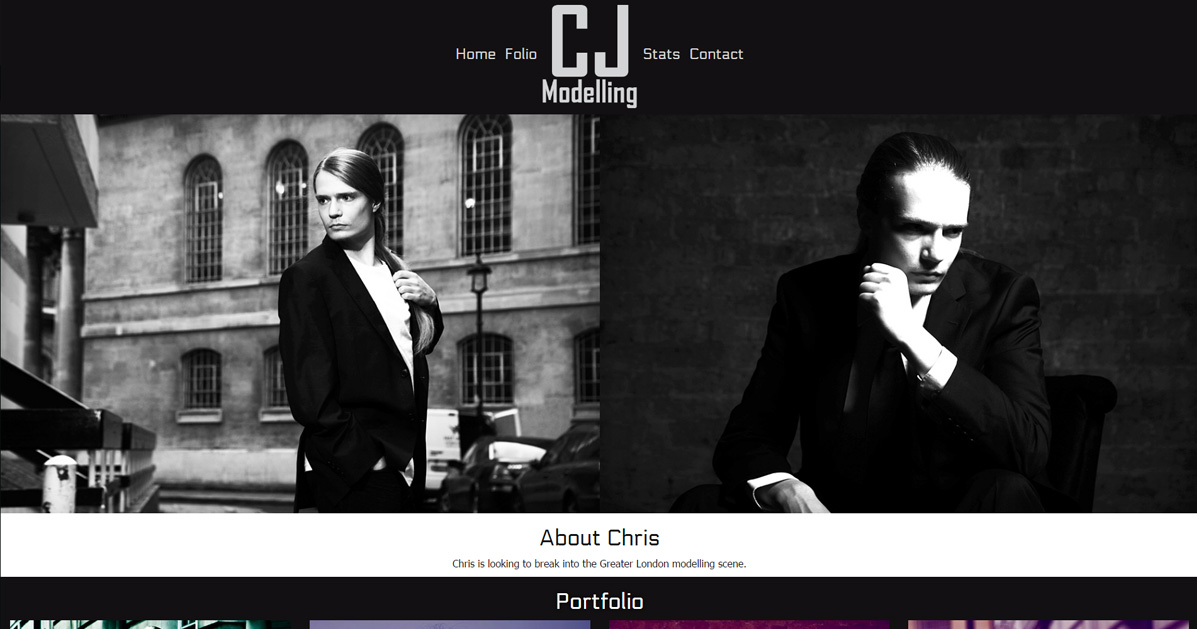 Home Folio CJ Stats Contact
Modelling
About Chris
Chris is looking to break into the Greater London modelling scene.
Portfolio